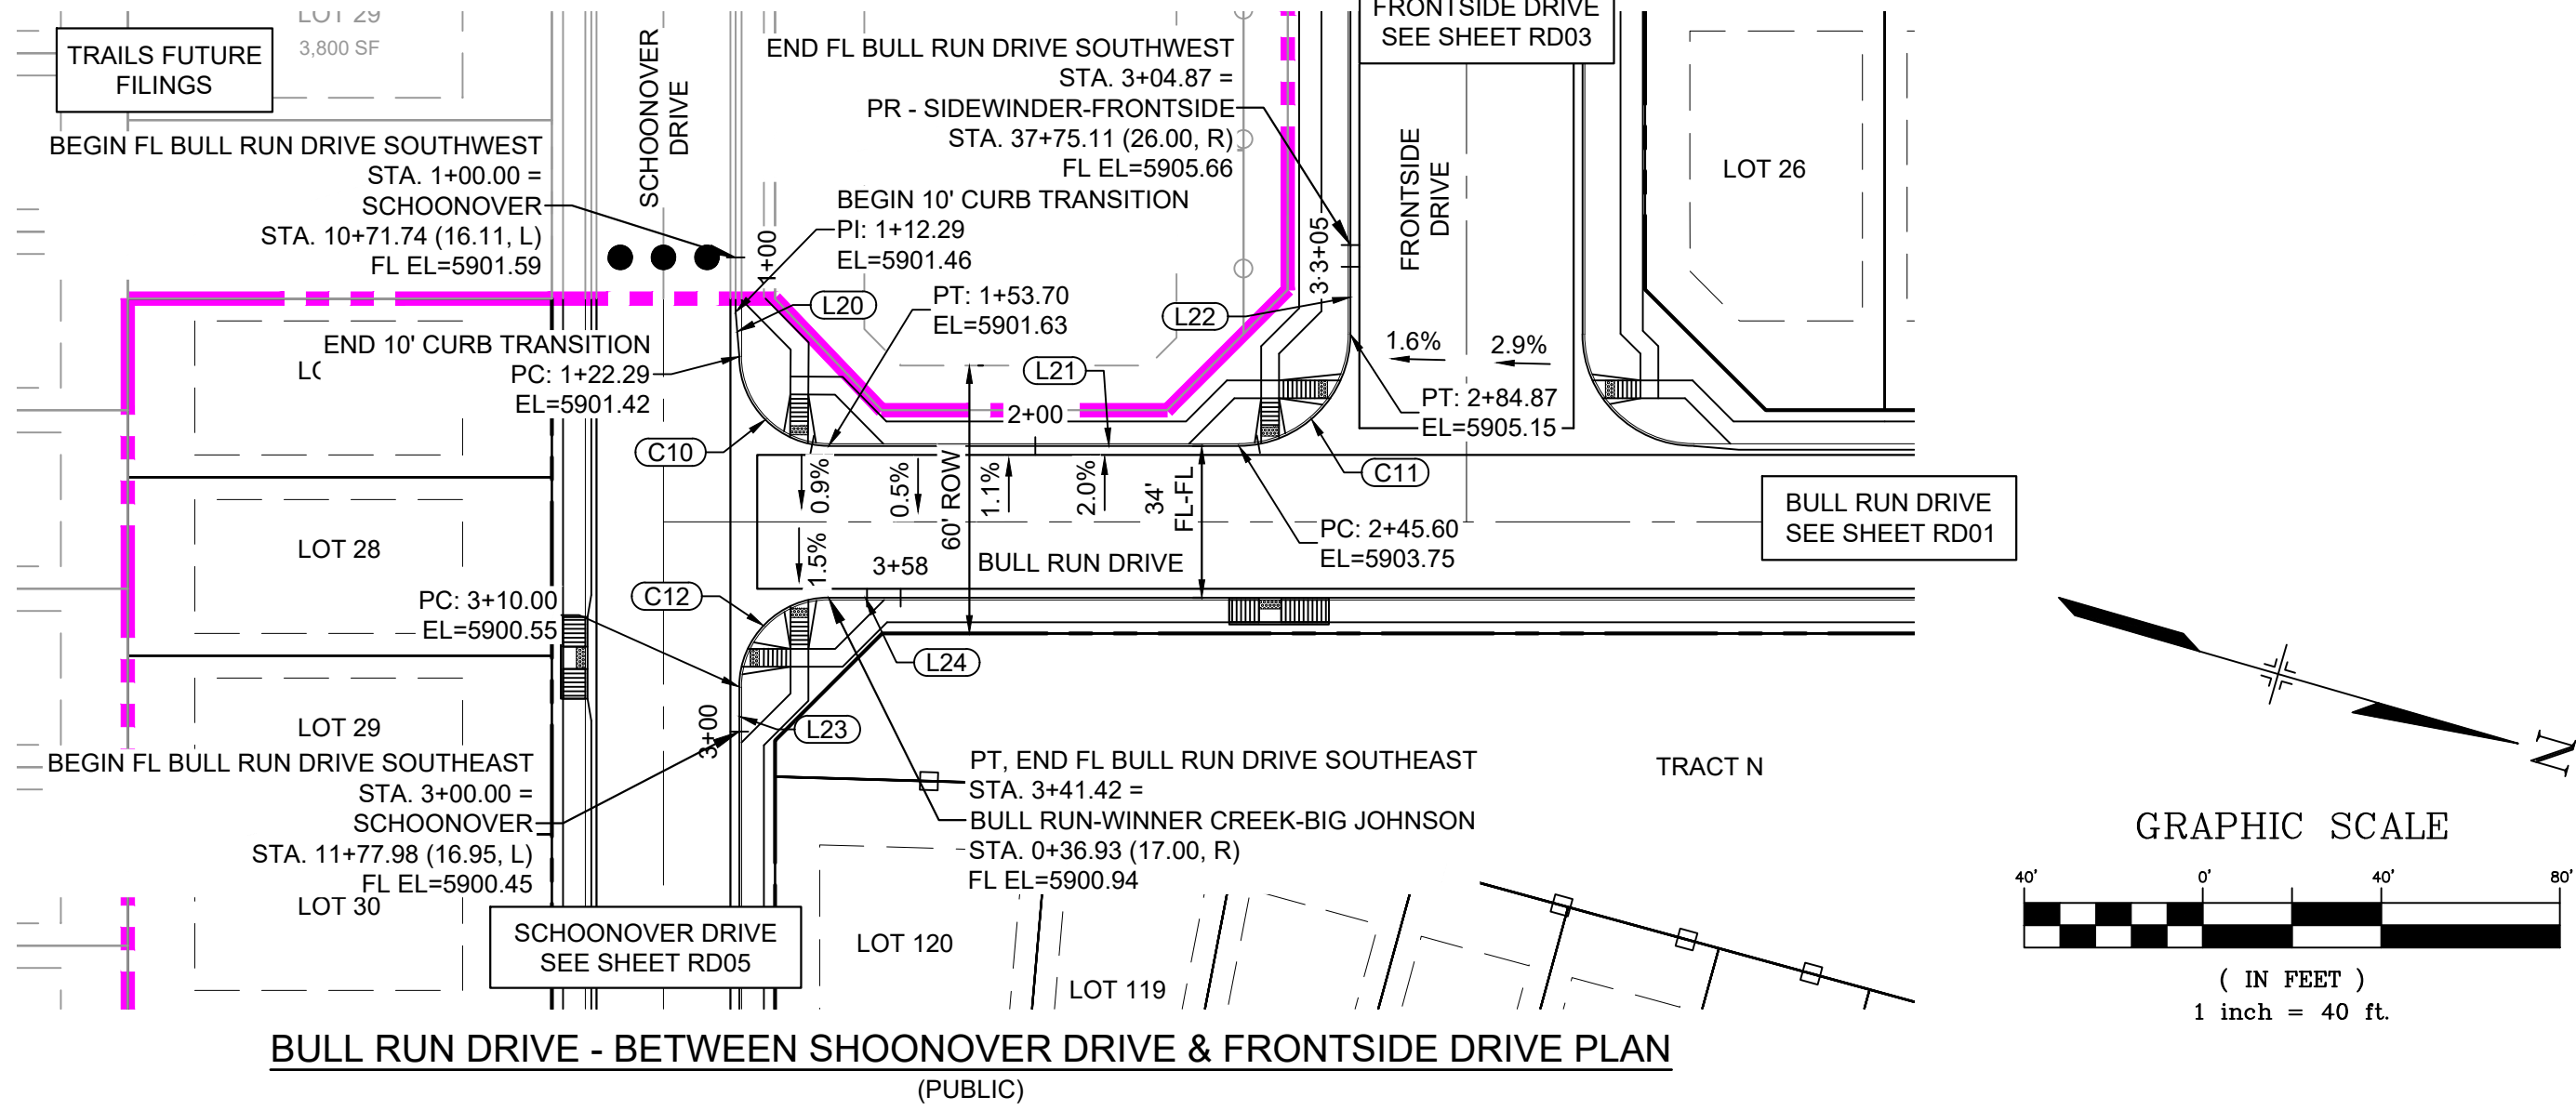 LOT 29
3,800 SF
TRAILS FUTURE
FILINGS
SCHOONOVER
DRIVE
END FL BULL RUN DRIVE SOUTHWEST
STA. 3+04.87 =
PR - SIDEWINDER-FRONTSIDE
STA. 37+75.11 (26.00, R)
FL EL=5905.66
FRONTSIDE DRIVE
SEE SHEET RD03
BEGIN FL BULL RUN DRIVE SOUTHWEST
STA. 1+00.00 =
SCHOONOVER
STA. 10+71.74 (16.11, L)
FL EL=5901.59
BEGIN 10' CURB TRANSITION
PI: 1+12.29
EL=5901.46
1+00
PT: 1+53.70
EL=5901.63
L20
L22
3+05
FRONTSIDE
DRIVE
LOT 26
1.6%
2.9%
END 10' CURB TRANSITION
PC: 1+22.29
EL=5901.42
L21
2+00
PT: 2+84.87
EL=5905.15
C10
C11
0.9%
0.5%
60' ROW
1.1%
2.0%
34'
FL-FL
BULL RUN DRIVE
SEE SHEET RD01
PC: 2+45.60
EL=5903.75
LOT 28
1.5%
3+58
BULL RUN DRIVE
PC: 3+10.00
EL=5900.55
C12
L24
LOT 29
3+00
L23
BEGIN FL BULL RUN DRIVE SOUTHEAST
STA. 3+00.00 =
SCHOONOVER
STA. 11+77.98 (16.95, L)
FL EL=5900.45
LOT 30
PT, END FL BULL RUN DRIVE SOUTHEAST
STA. 3+41.42 =
BULL RUN-WINNER CREEK-BIG JOHNSON
STA. 0+36.93 (17.00, R)
FL EL=5900.94
TRACT N
N
SCHOONOVER DRIVE
SEE SHEET RD05
LOT 120
LOT 119
GRAPHIC SCALE
40' 0' 40' 80'
( IN FEET )
1 inch = 40 ft.
BULL RUN DRIVE - BETWEEN SHOONOVER DRIVE & FRONTSIDE DRIVE PLAN
(PUBLIC)